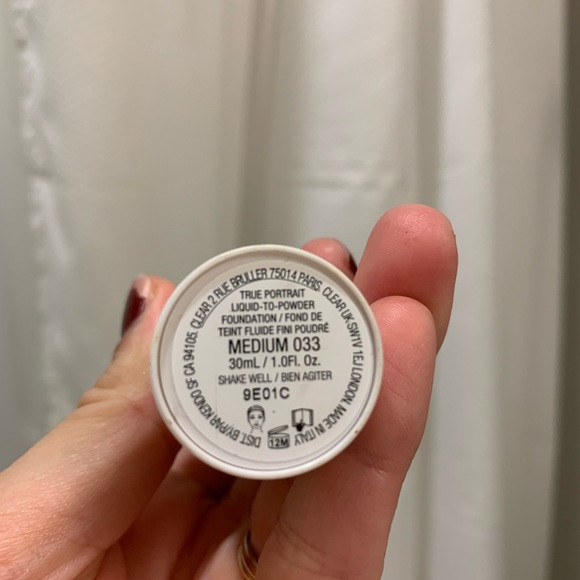 TRUE PORTRAIT
LIQUID-TO-POWDER
FOUNDATION / FOND DE
TEINT FLUIDE FINI POUDRÉ
MEDIUM 033
30mL / 1.0Fl. Oz.
SHAKE WELL / BIEN AGITER
9E01C
12M
DIST. BY/PAR KENDO SF CA 94105. CLEAR 2 RUE BRULLER 75014 PARIS. CLEAR UK SW1V 1EJ LONDON. MADE IN ITALY